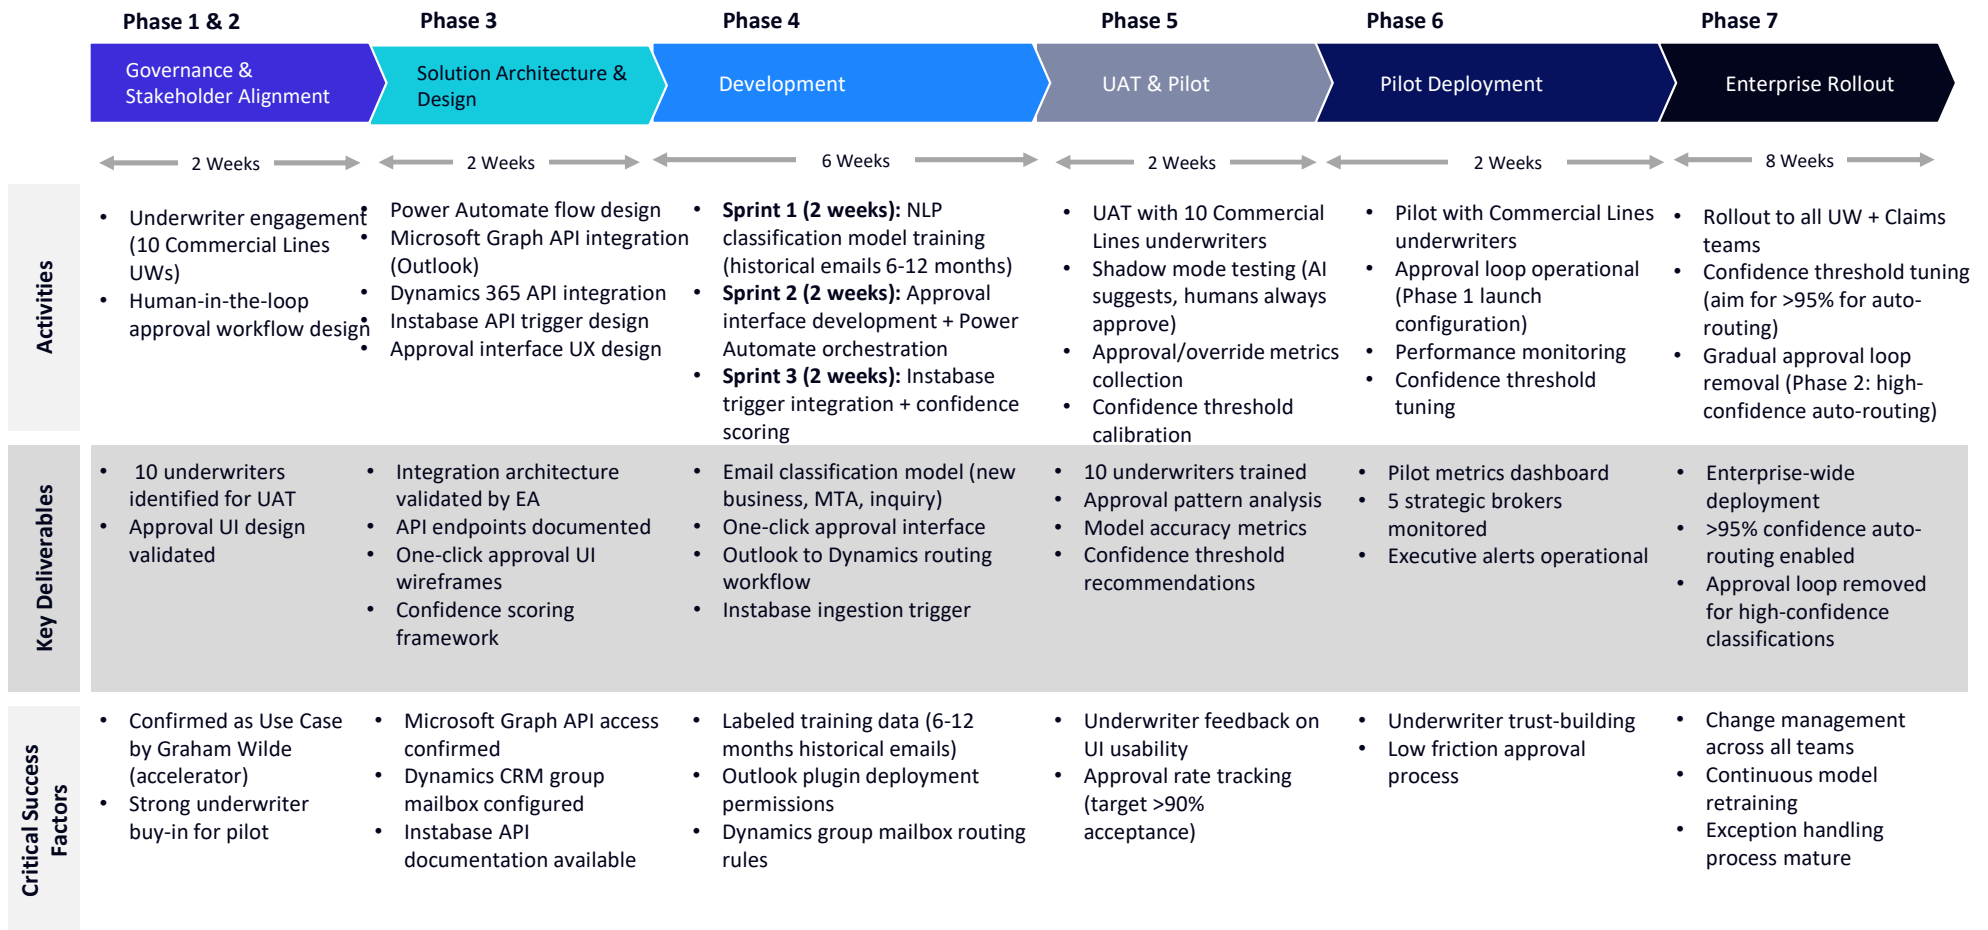 Phase 1 & 2
Phase 3
Phase 4
Phase 5
Phase 6
Phase 7
Governance &
Stakeholder Alignment
Solution Architecture &
Design
Development
UAT & Pilot
Pilot Deployment
Enterprise Rollout
2 Weeks
2 Weeks
6 Weeks
2 Weeks
2 Weeks
8 Weeks
Activities
• Underwriter engagement
(10 Commercial Lines
UWs)
• Human-in-the-loop
approval workflow design
• Power Automate flow design
• Microsoft Graph API integration
(Outlook)
• Dynamics 365 API integration
• Instabase API trigger design
• Approval interface UX design
• Sprint 1 (2 weeks): NLP
classification model training
(historical emails 6-12 months)
• Sprint 2 (2 weeks): Approval
interface development + Power
Automate orchestration
• Sprint 3 (2 weeks): Instabase
trigger integration + confidence
scoring
• UAT with 10 Commercial
Lines underwriters
• Shadow mode testing (AI
suggests, humans always
approve)
• Approval/override metrics
collection
• Confidence threshold
calibration
• Pilot with Commercial Lines
underwriters
• Approval loop operational
(Phase 1 launch
configuration)
• Performance monitoring
• Confidence threshold
tuning
• Rollout to all UW + Claims
teams
• Confidence threshold tuning
(aim for >95% for auto-
routing)
• Gradual approval loop
removal (Phase 2: high-
confidence auto-routing)
Key Deliverables
• 10 underwriters
identified for UAT
• Approval UI design
validated
• Integration architecture
validated by EA
• API endpoints documented
• One-click approval UI
wireframes
• Confidence scoring
framework
• Email classification model (new
business, MTA, inquiry)
• One-click approval interface
• Outlook to Dynamics routing
workflow
• Instabase ingestion trigger
• 10 underwriters trained
• Approval pattern analysis
• Model accuracy metrics
• Confidence threshold
recommendations
• Pilot metrics dashboard
• 5 strategic brokers
monitored
• Executive alerts operational
• Enterprise-wide
deployment
• >95% confidence auto-
routing enabled
• Approval loop removed
for high-confidence
classifications
Critical Success
Factors
• Confirmed as Use Case
by Graham Wilde
(accelerator)
• Strong underwriter
buy-in for pilot
• Microsoft Graph API access
confirmed
• Dynamics CRM group
mailbox configured
• Instabase API
documentation available
• Labeled training data (6-12
months historical emails)
• Outlook plugin deployment
permissions
• Dynamics group mailbox routing
rules
• Underwriter feedback on
UI usability
• Approval rate tracking
(target >90%
acceptance)
• Underwriter trust-building
• Low friction approval
process
• Change management
across all teams
• Continuous model
retraining
• Exception handling
process mature